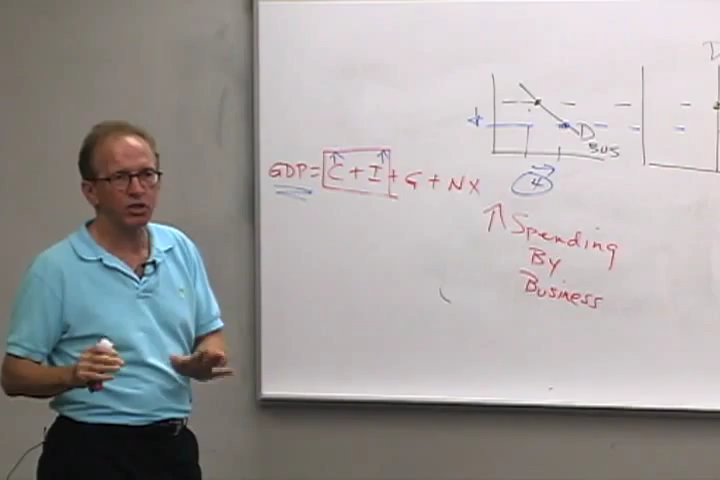 GDP = C + I + G + NX
D
BUS
4
↑ Spending
By
Business